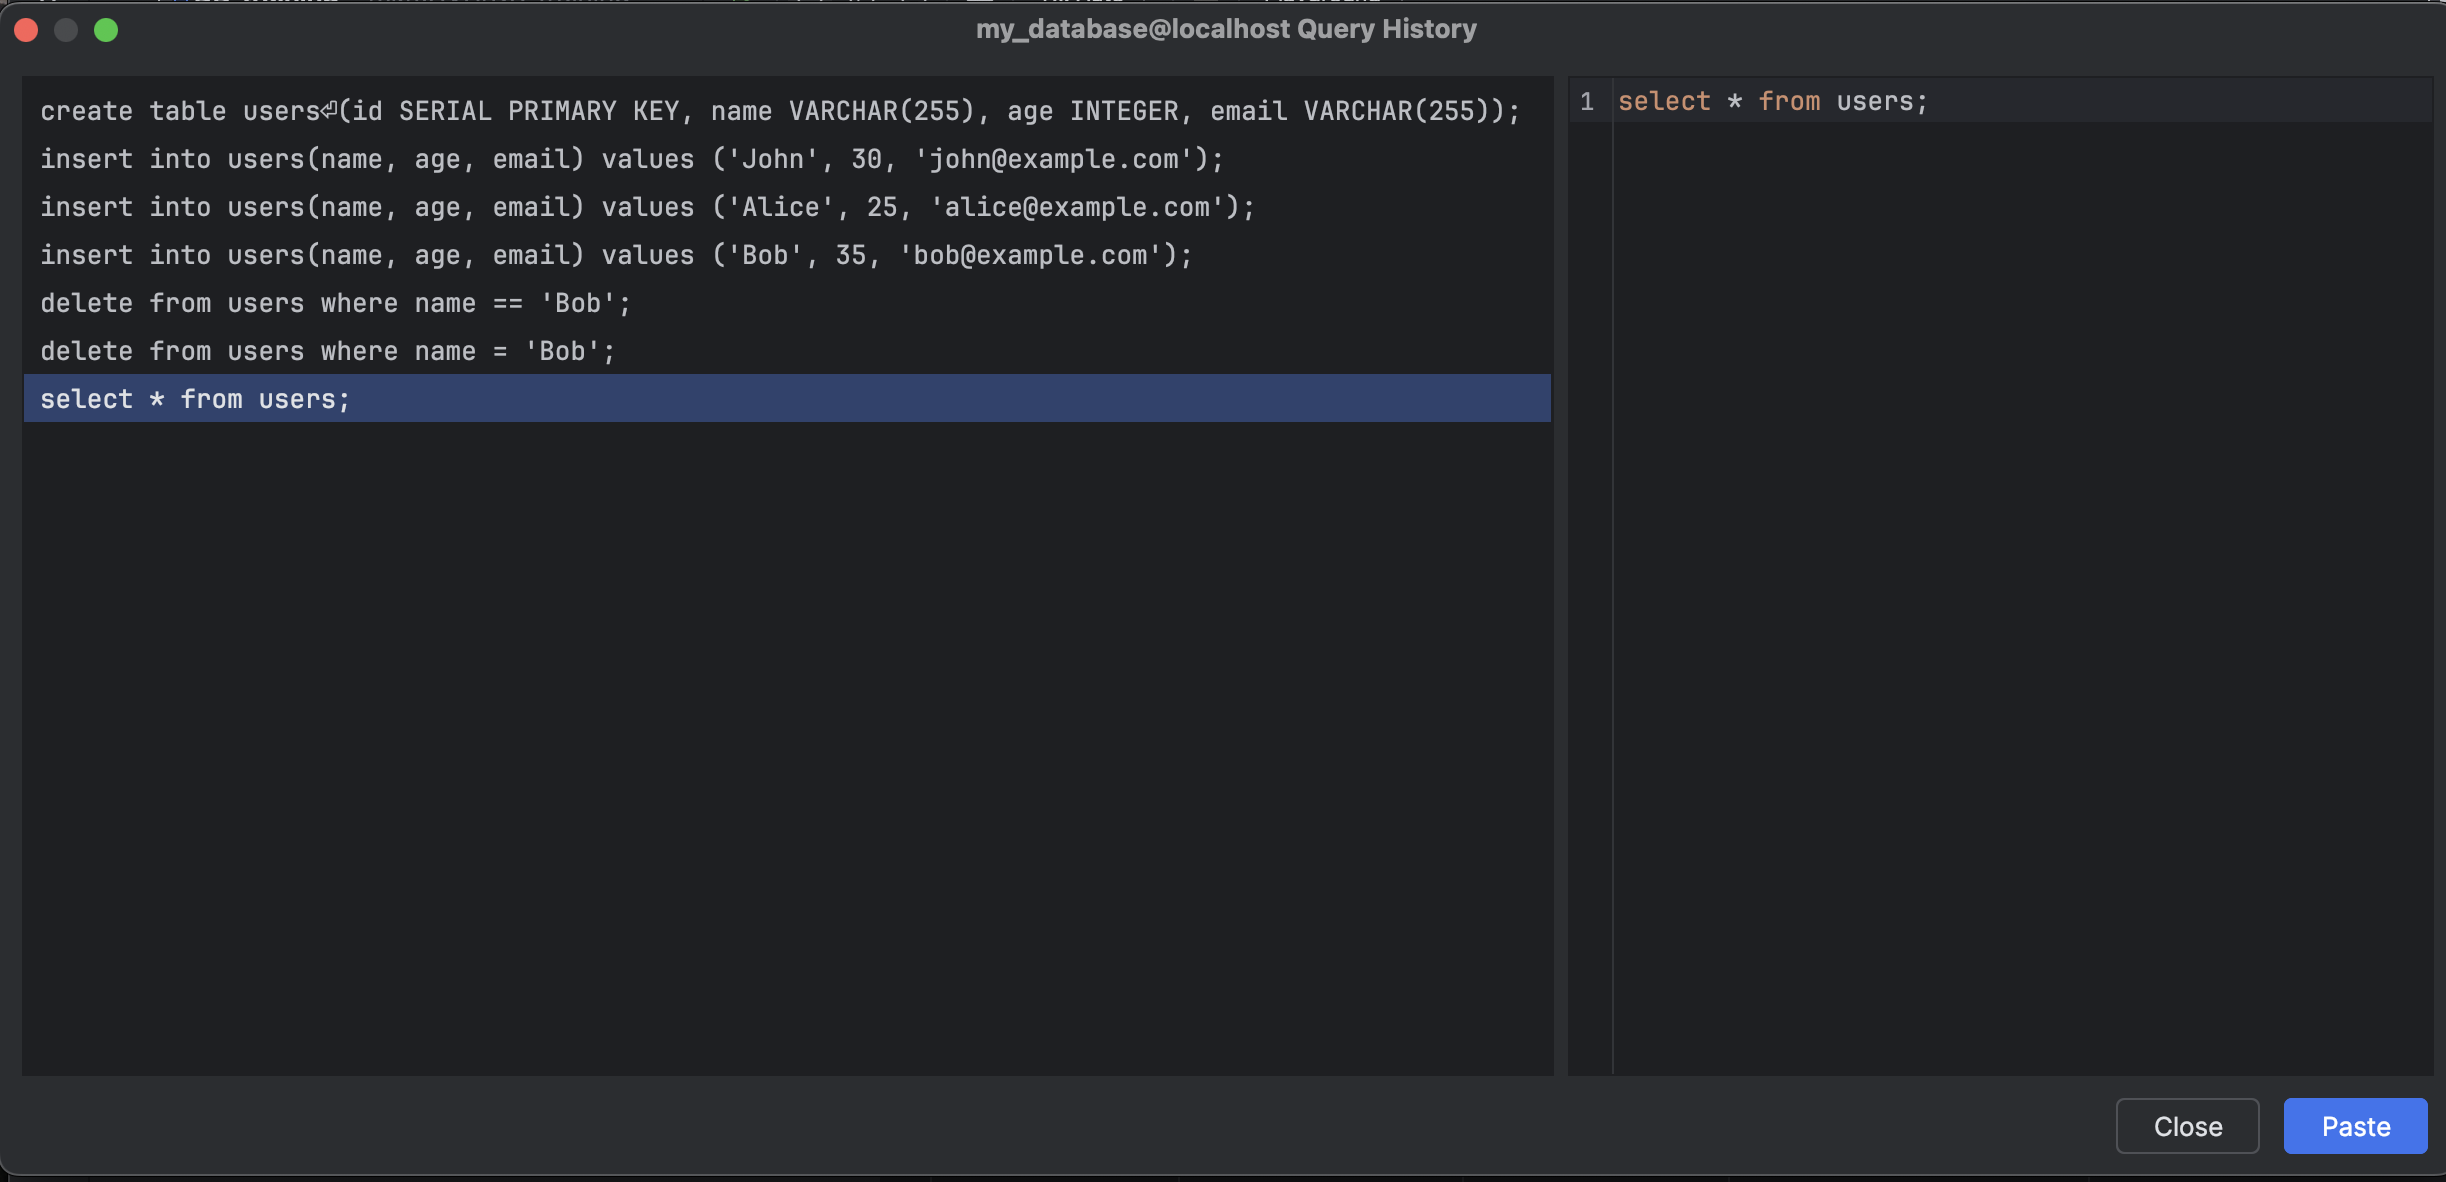 my_database@localhost Query History
create table users⏎(id SERIAL PRIMARY KEY, name VARCHAR(255), age INTEGER, email VARCHAR(255));
insert into users(name, age, email) values ('John', 30, 'john@example.com');
insert into users(name, age, email) values ('Alice', 25, 'alice@example.com');
insert into users(name, age, email) values ('Bob', 35, 'bob@example.com');
delete from users where name == 'Bob';
delete from users where name = 'Bob';
select * from users;
1 select * from users;
Close Paste